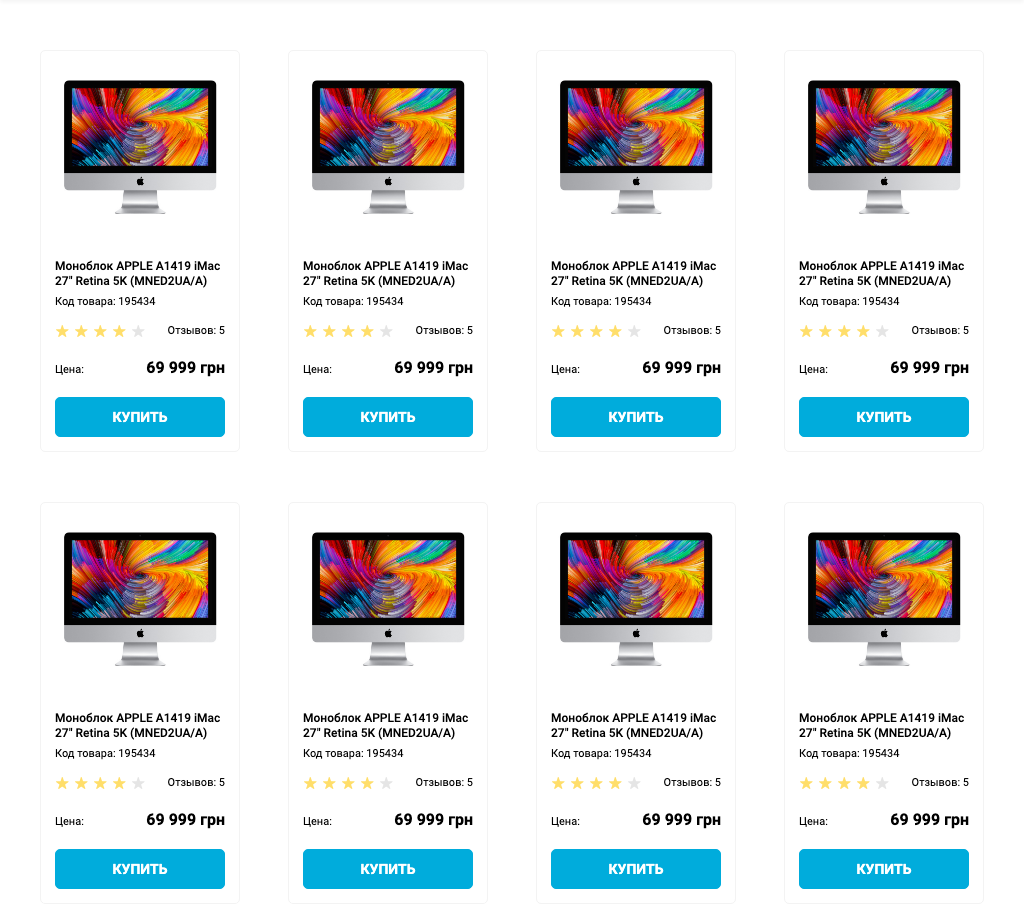 Моноблок APPLE A1419 iMac
27" Retina 5K (MNED2UA/A)
Код товара: 195434
Отзывов: 5
Цена: 69 999 грн
КУПИТЬ
Моноблок APPLE A1419 iMac
27" Retina 5K (MNED2UA/A)
Код товара: 195434
Отзывов: 5
Цена: 69 999 грн
КУПИТЬ
Моноблок APPLE A1419 iMac
27" Retina 5K (MNED2UA/A)
Код товара: 195434
Отзывов: 5
Цена: 69 999 грн
КУПИТЬ
Моноблок APPLE A1419 iMac
27" Retina 5K (MNED2UA/A)
Код товара: 195434
Отзывов: 5
Цена: 69 999 грн
КУПИТЬ
Моноблок APPLE A1419 iMac
27" Retina 5K (MNED2UA/A)
Код товара: 195434
Отзывов: 5
Цена: 69 999 грн
КУПИТЬ
Моноблок APPLE A1419 iMac
27" Retina 5K (MNED2UA/A)
Код товара: 195434
Отзывов: 5
Цена: 69 999 грн
КУПИТЬ
Моноблок APPLE A1419 iMac
27" Retina 5K (MNED2UA/A)
Код товара: 195434
Отзывов: 5
Цена: 69 999 грн
КУПИТЬ
Моноблок APPLE A1419 iMac
27" Retina 5K (MNED2UA/A)
Код товара: 195434
Отзывов: 5
Цена: 69 999 грн
КУПИТЬ